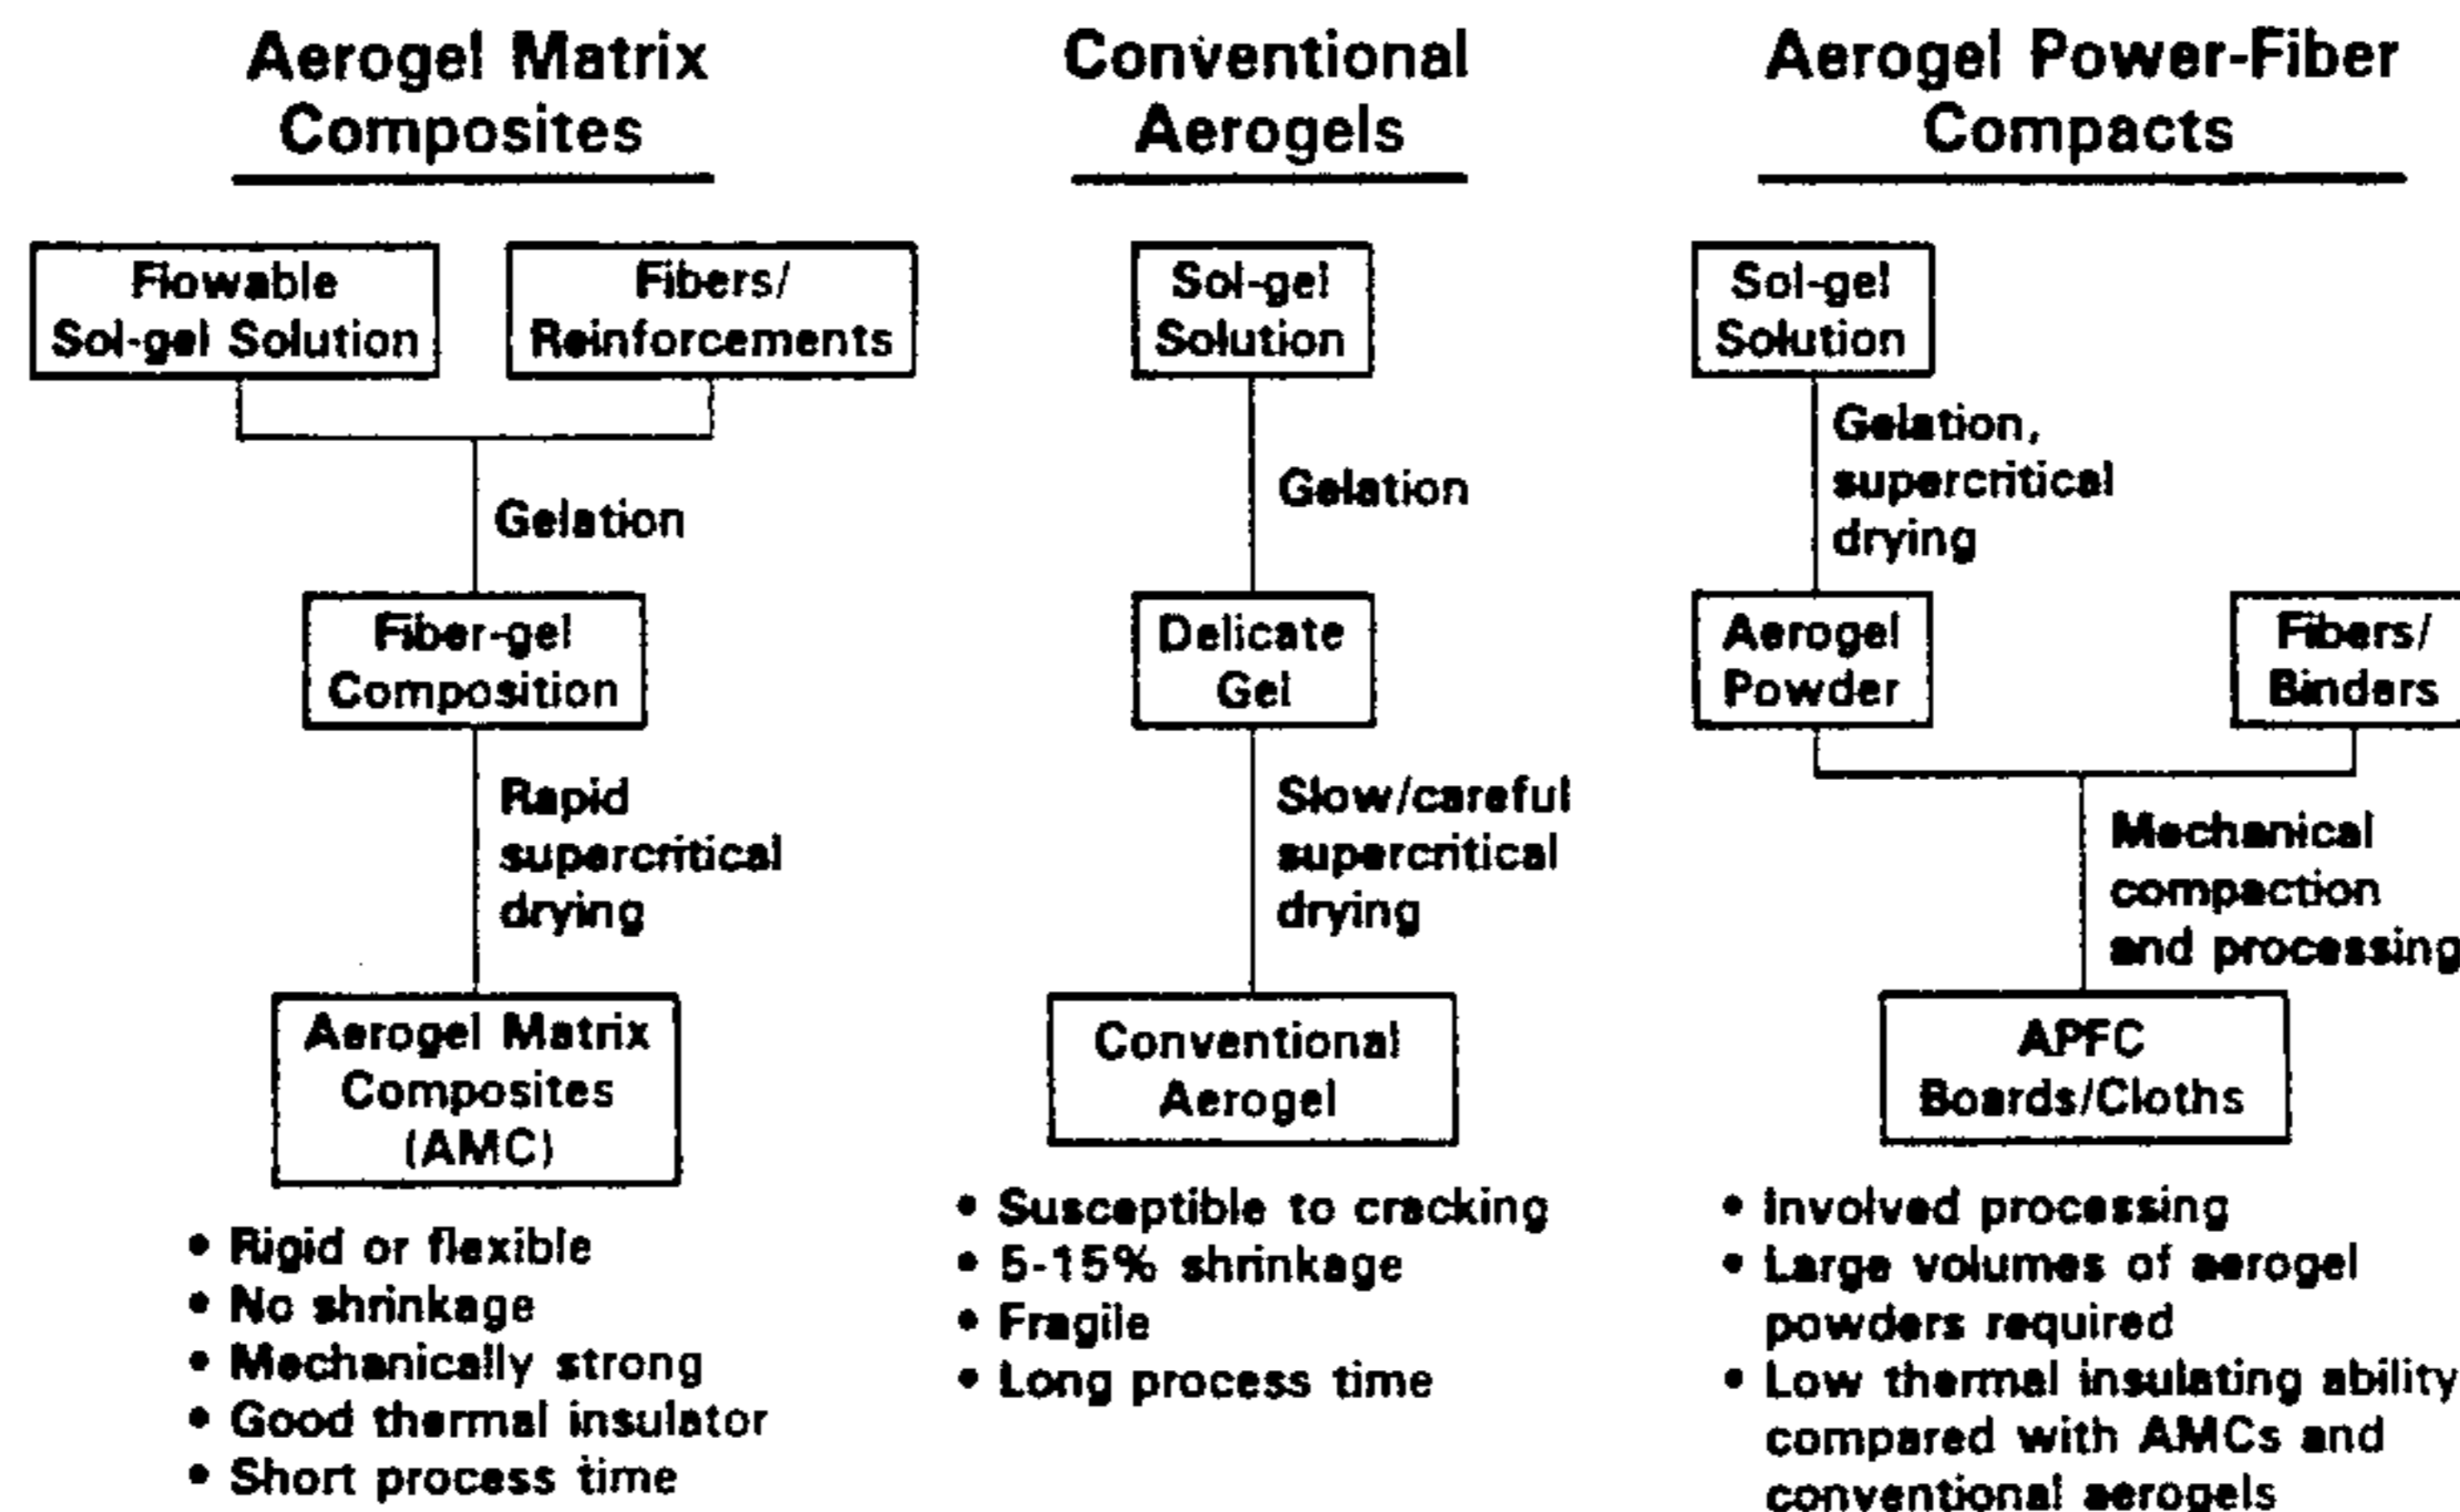 Aerogel Matrix
Composites
Flowable
Sol-gel Solution
Fibers/
Reinforcements
Gelation
Fiber-gel
Composition
Rapid
supercritical
drying
Aerogel Matrix
Composites
(AMC)
• Rigid or flexible
• No shrinkage
• Mechanically strong
• Good thermal insulator
• Short process time
Conventional
Aerogels
Sol-gel
Solution
Gelation
Delicate
Gel
Slow/careful
supercritical
drying
Conventional
Aerogel
• Susceptible to cracking
• 5-15% shrinkage
• Fragile
• Long process time
Aerogel Power-Fiber
Compacts
Sol-gel
Solution
Gelation,
supercritical
drying
Aerogel
Powder
Fibers/
Binders
Mechanical
compaction
and processing
APFC
Boards/Cloths
• Involved processing
• Large volumes of aerogel
powders required
• Low thermal insulating ability
compared with AMCs and
conventional aerogels